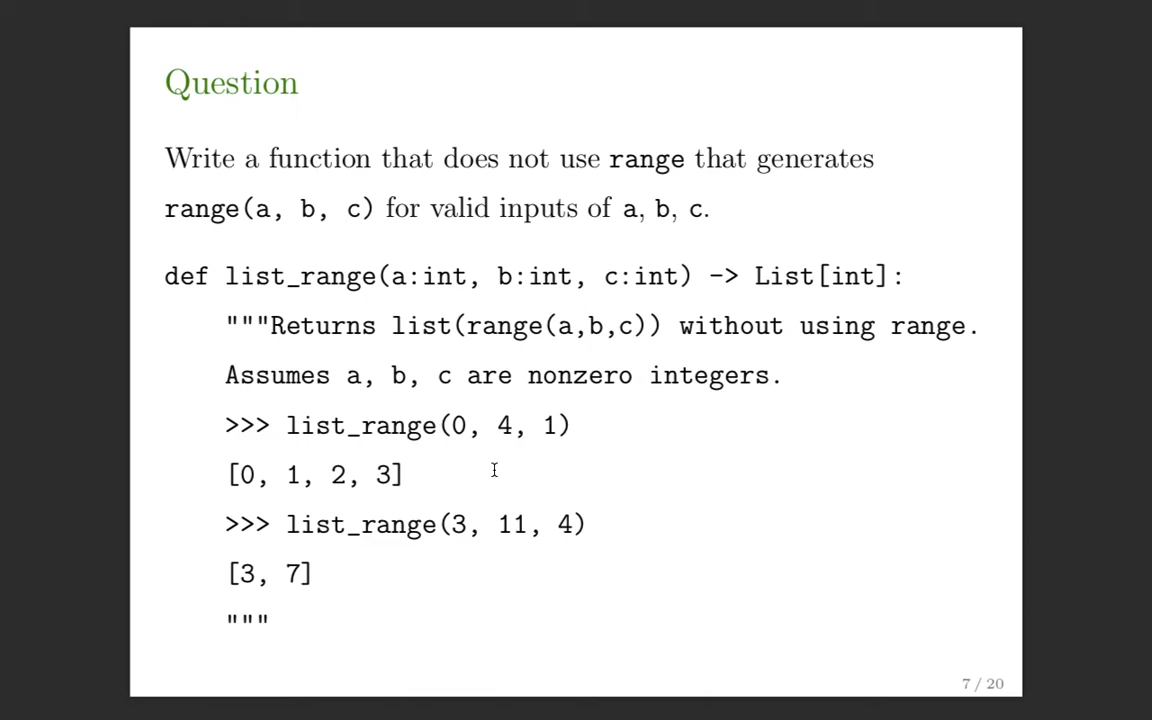 Question
Write a function that does not use range that generates
range(a, b, c) for valid inputs of a, b, c.
def list_range(a:int, b:int, c:int) -> List[int]:
"""Returns list(range(a,b,c)) without using range.
Assumes a, b, c are nonzero integers.
>>> list_range(0, 4, 1)
[0, 1, 2, 3]
>>> list_range(3, 11, 4)
[3, 7]
"""
7 / 20